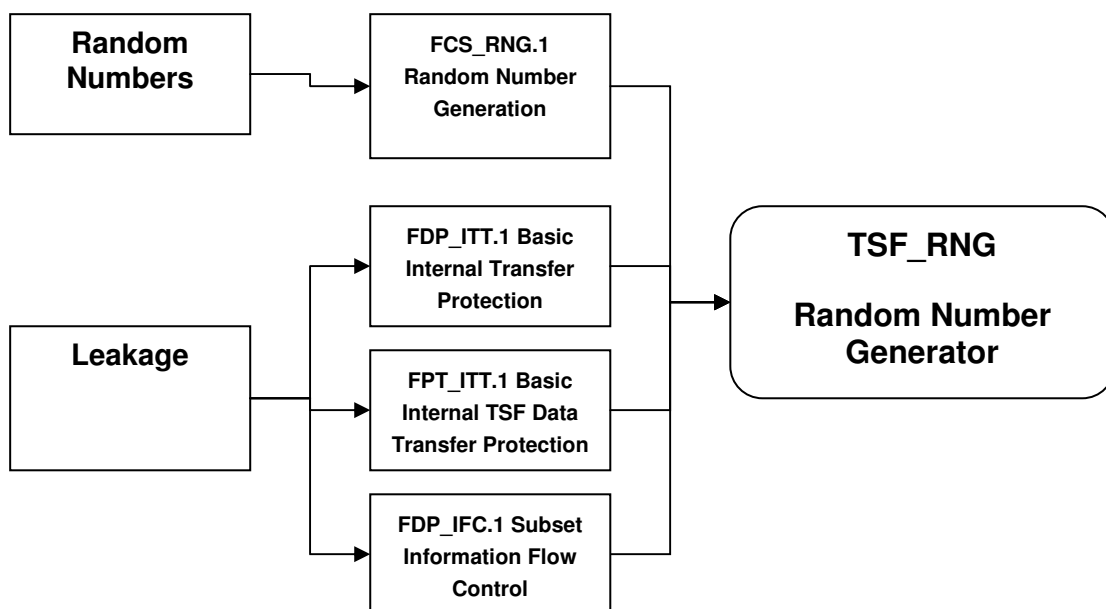 Random
Numbers
FCS_RNG.1
Random Number
Generation
FDP_ITT.1 Basic
Internal Transfer
Protection
Leakage
FPT_ITT.1 Basic
Internal TSF Data
Transfer Protection
FDP_IFC.1 Subset
Information Flow
Control
TSF_RNG
Random Number
Generator